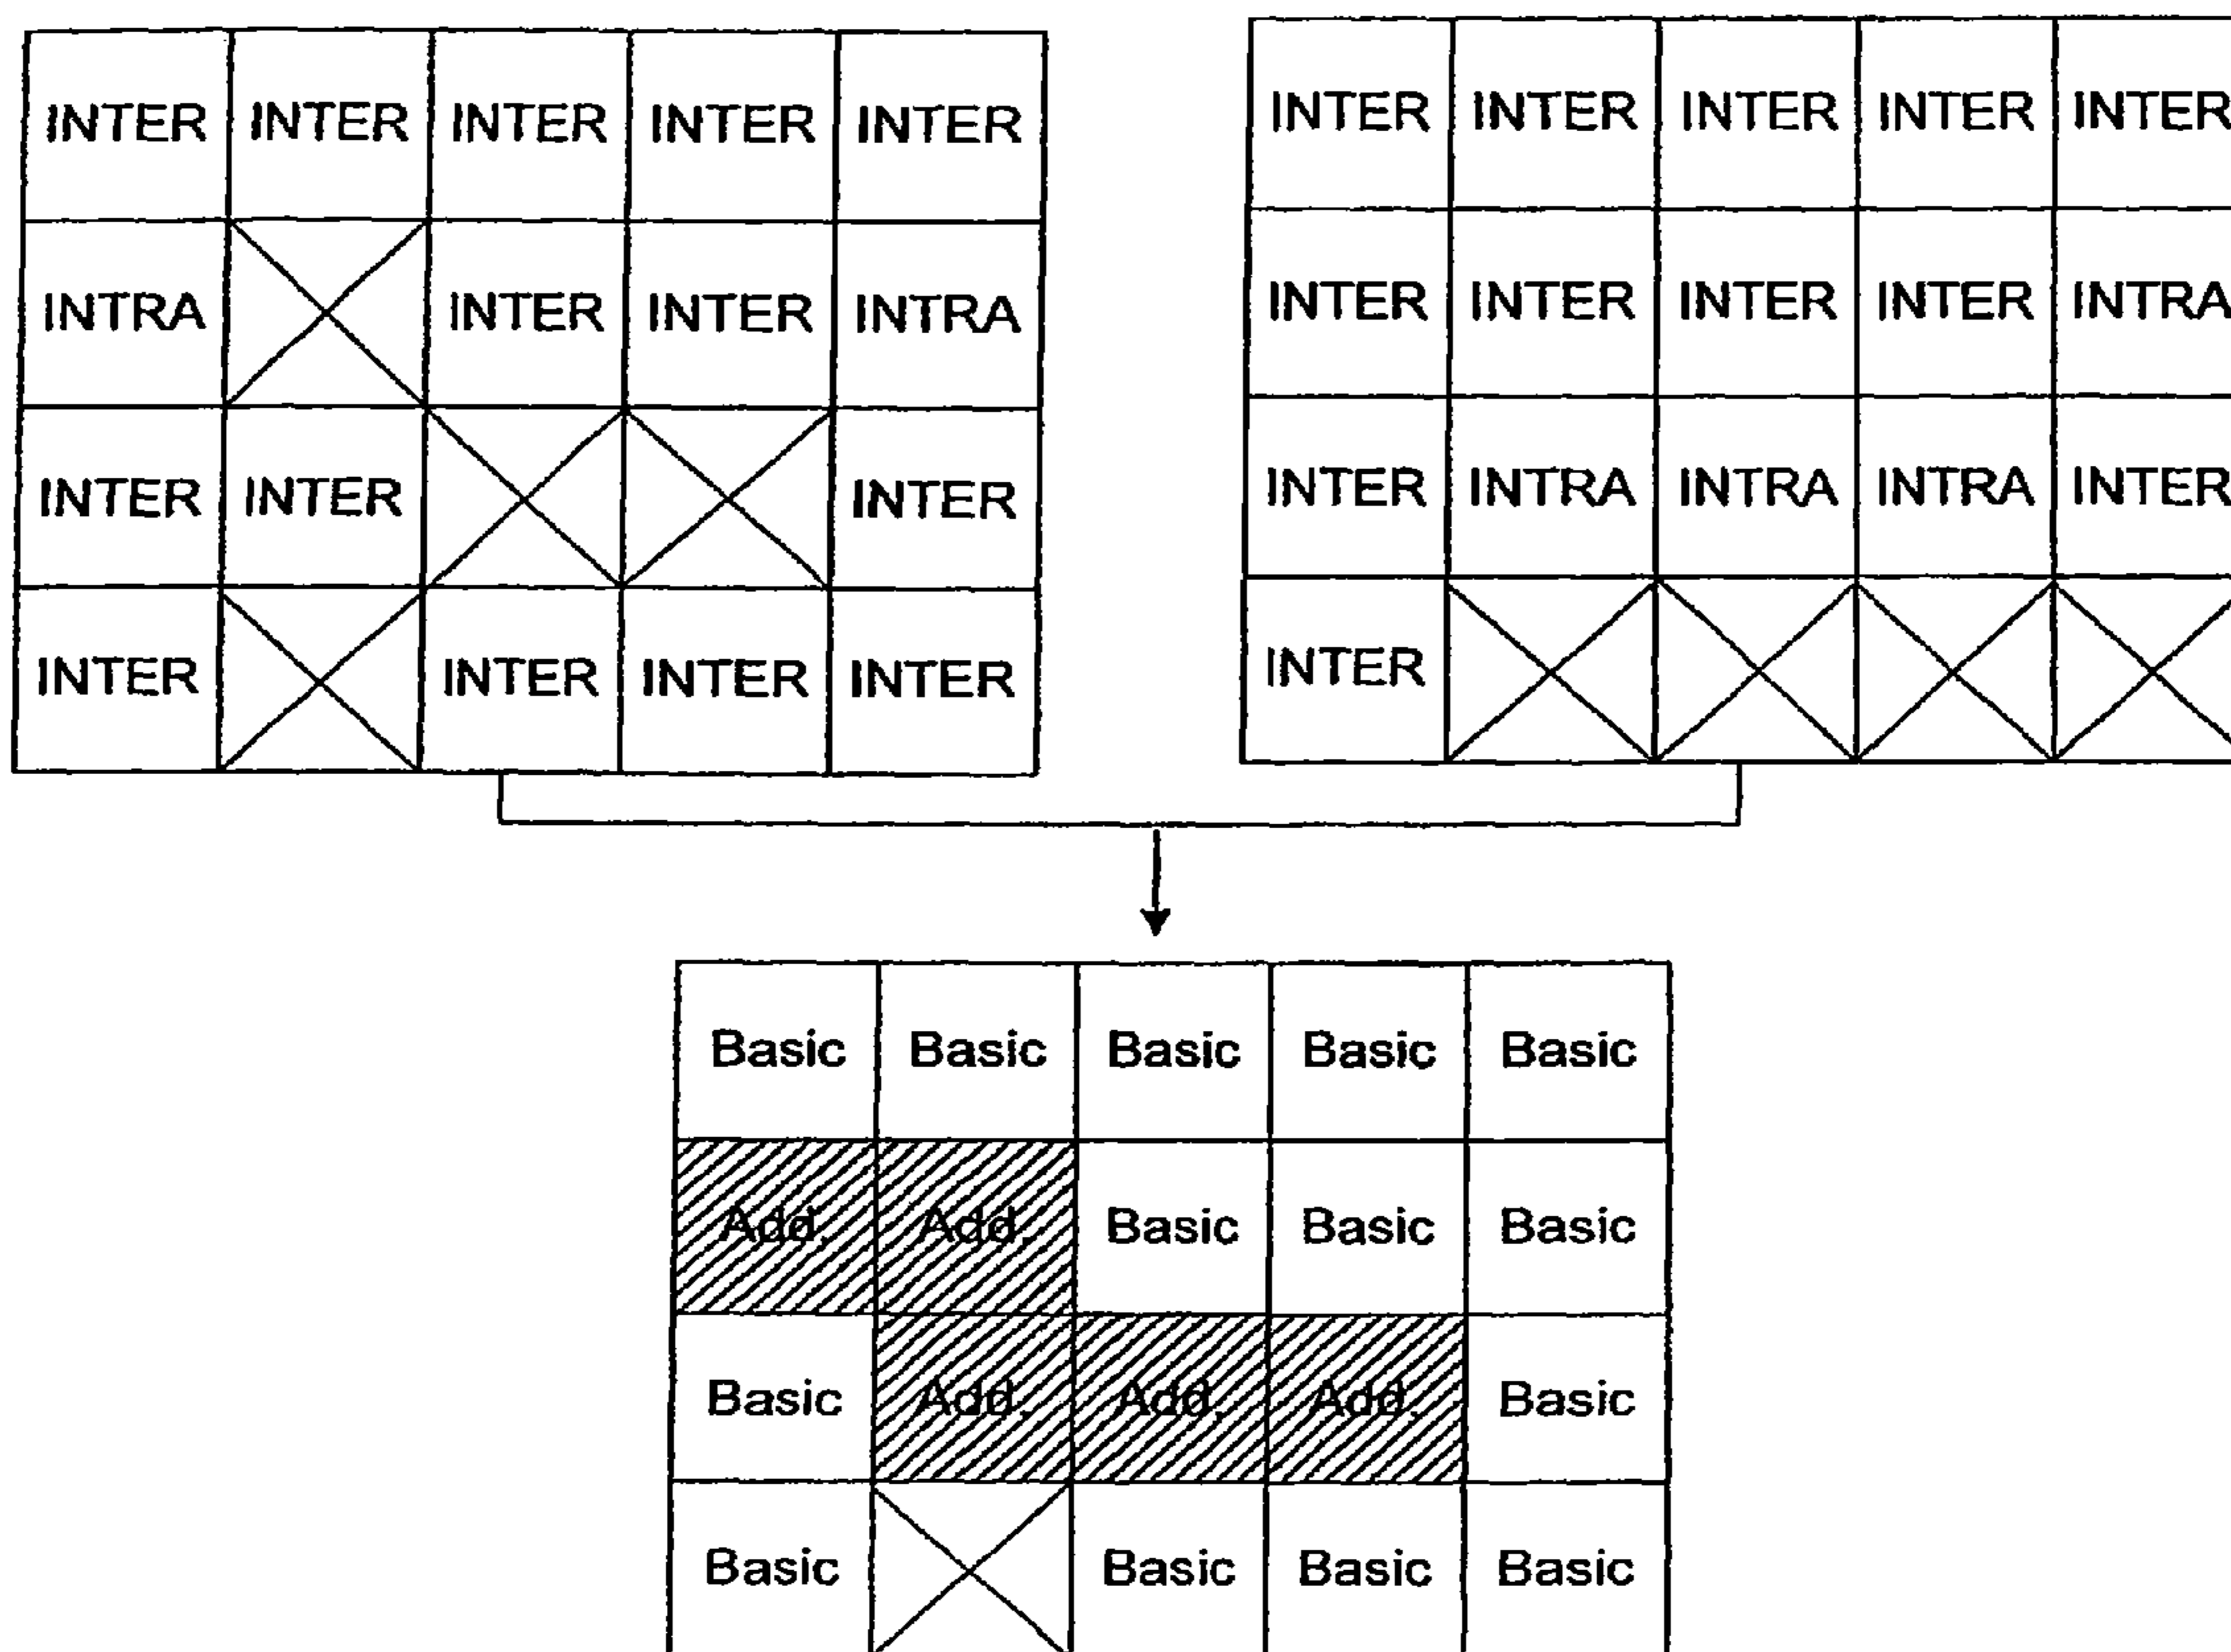 INTER INTER INTER INTER INTER
INTRA INTER INTER INTRA
INTER INTER INTER
INTER INTER INTER INTER
INTER INTER INTER INTER INTER
INTER INTER INTER INTER INTRA
INTER INTRA INTRA INTRA INTER
INTER
Basic Basic Basic Basic Basic
Add. Add. Basic Basic Basic
Basic Add. Add. Add. Basic
Basic Basic Basic Basic